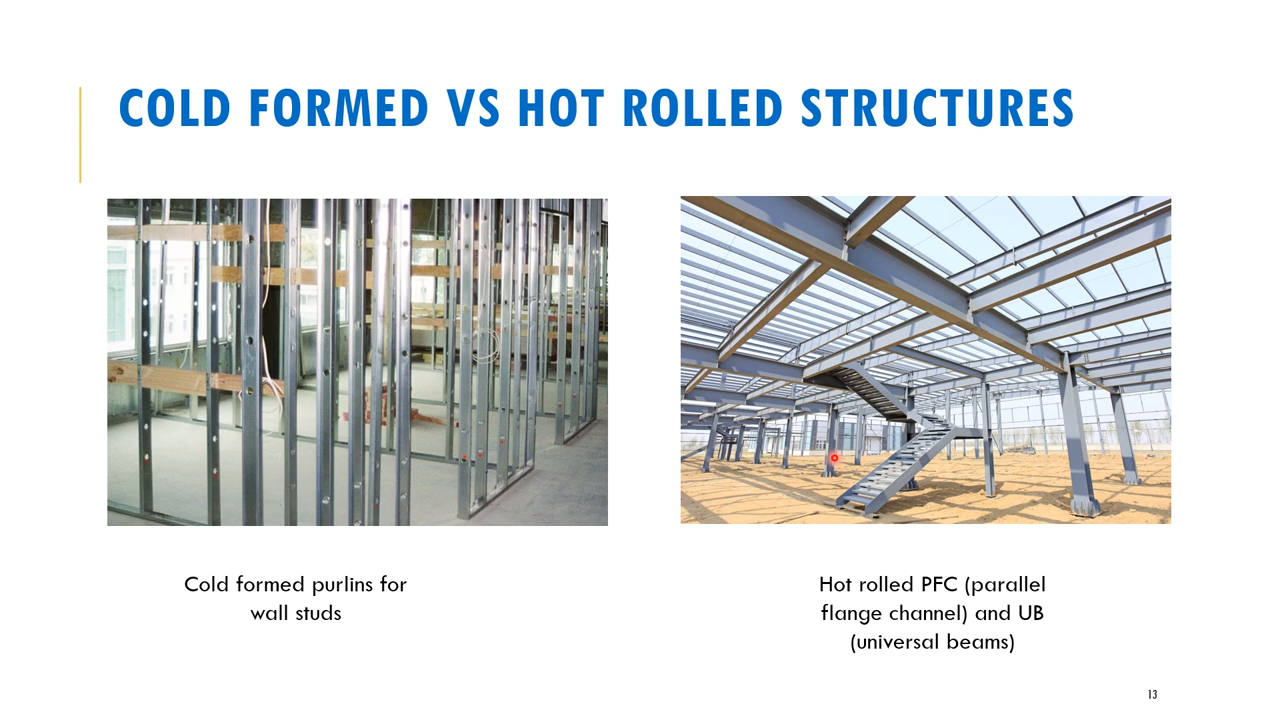 COLD FORMED VS HOT ROLLED STRUCTURES
Cold formed purlins for
wall studs
Hot rolled PFC (parallel
flange channel) and UB
(universal beams)
13